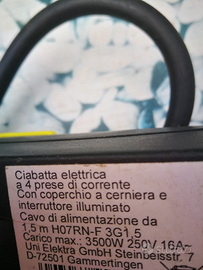 Ciabatta elettrica
a 4 prese di corrente
Con coperchio a cerniera e
interruttore illuminato
Cavo di alimentazione da
1,5 m H07RN-F 3G1,5
Carico max.: 3500W 250V 16A~
Uni Elektra GmbH Steinbeisstr. 7
D-72501 Gammertingen